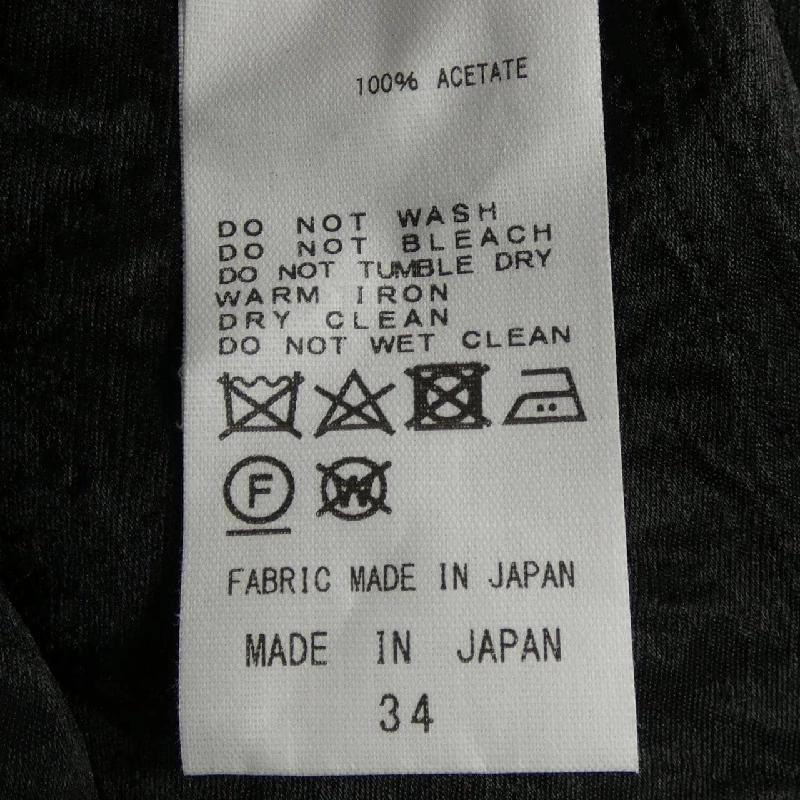 100% ACETATE
DO NOT WASH
DO NOT BLEACH
DO NOT TUMBLE DRY
WARM IRON
DRY CLEAN
DO NOT WET CLEAN
F W
FABRIC MADE IN JAPAN
MADE IN JAPAN
34